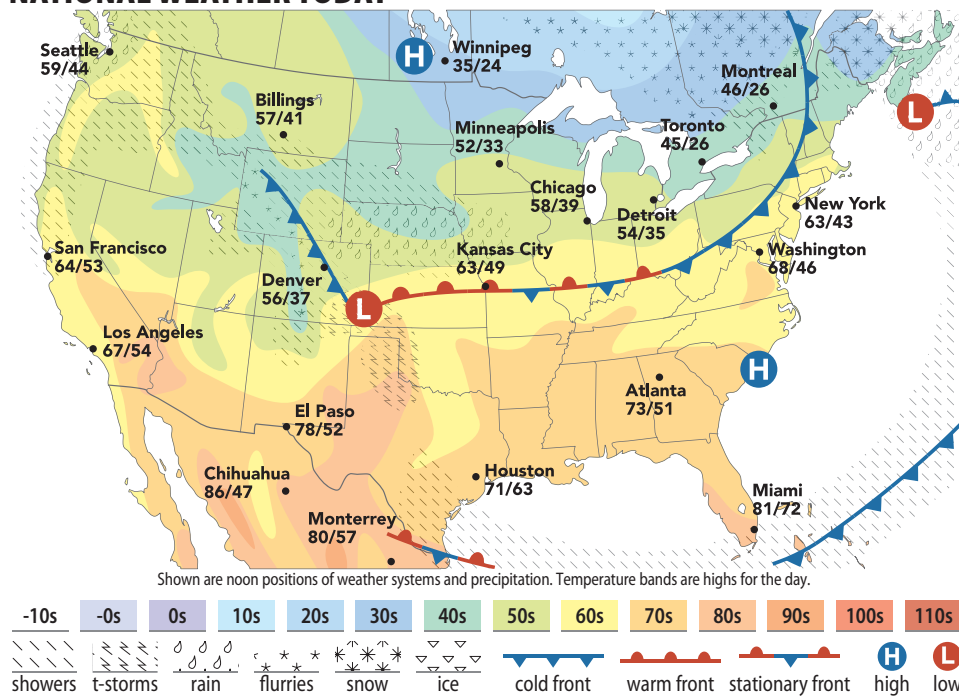 NATIONAL WEATHER TODAY
Seattle
59/44
H
Winnipeg
35/24
Montreal
46/26
L
Billings
57/41
Minneapolis
52/33
Toronto
45/26
Chicago
58/39
Detroit
54/35
New York
63/43
San Francisco
64/53
Kansas City
63/49
Washington
68/46
Denver
56/37
L
Los Angeles
67/54
H
Atlanta
73/51
El Paso
78/52
Chihuahua
86/47
Houston
71/63
Miami
81/72
Monterrey
80/57
Shown are noon positions of weather systems and precipitation. Temperature bands are highs for the day.
-10s -0s 0s 10s 20s 30s 40s 50s 60s 70s 80s 90s 100s 110s
H L
showers t-storms rain flurries snow ice cold front warm front stationary front high low